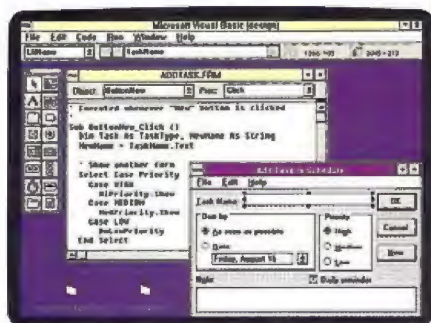 Microsoft Visual Basic [design]
File Edit Code Run Window Help
TaskName
ADDTASK.FRM
Object: ButtonNew Proc: Click
' Executed whenever "New" button is clicked
Sub ButtonNew_Click ()
Dim Task As TaskType, NewName As String
NewName = TaskName.Text
' Show another form
Select Case Priority
Case HIGH
HiPriority.Show
Case MEDIUM
MedPriority.Show
Case LOW
End Select
Add Task to Schedule
File Edit Help
Task Name:
OK
Due by
Priority
As soon as possible
High
Cancel
Date:
Medium
Friday, August 16
Low
New
Note:
Daily reminder